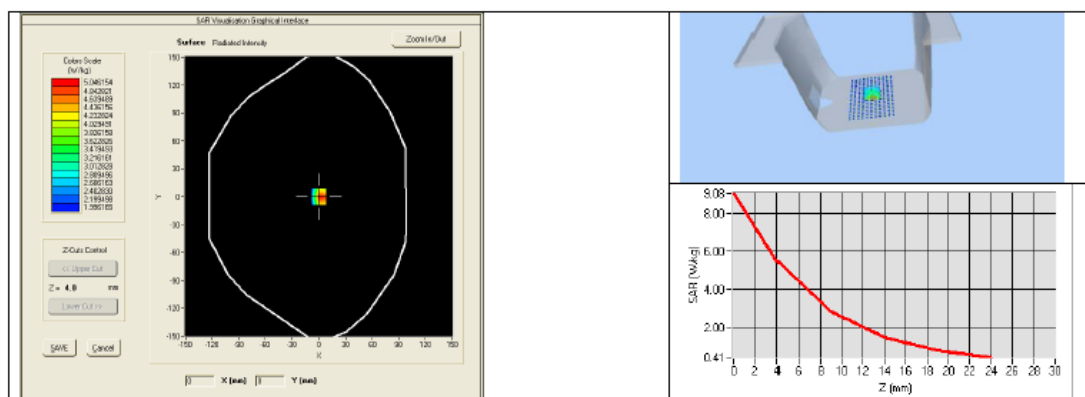 SAR Visualisation Graphical Interface
Surface Radiated Intensity
Zoom In/Out
Colors Scale
(W/kg)
5.046154
4.842821
4.639489
4.436156
4.232824
4.029491
3.826158
3.622826
3.419493
3.216161
3.012828
2.809496
2.606163
2.402830
2.199498
1.996165
150
120
90
60
30
0
-30
-60
-90
-120
-150
Y
-150 -120 -90 -60 -30 0 30 60 90 120 150
X
Z-Cuts Control
<< Upper Cut
Z = 4.0 mm
Lower Cut >>
SAVE Cancel
0 X (mm) 0 Y (mm)
9.08
8.00
6.00
4.00
2.00
0.41
SAR (W/kg)
0 2 4 6 8 10 12 14 16 18 20 22 24 26 28 30
Z (mm)